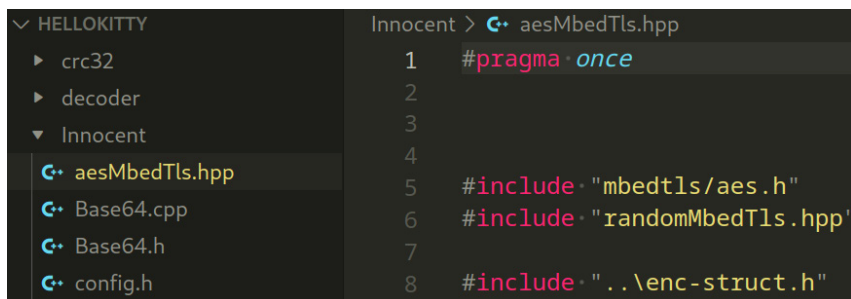 HELLOKITTY
crc32
decoder
Innocent
aesMbedTls.hpp
Base64.cpp
Base64.h
config.h
Innocent > aesMbedTls.hpp
1 #pragma once
2
3
4
5 #include "mbedtls/aes.h"
6 #include "randomMbedTls.hpp"
7
8 #include "..\enc-struct.h"